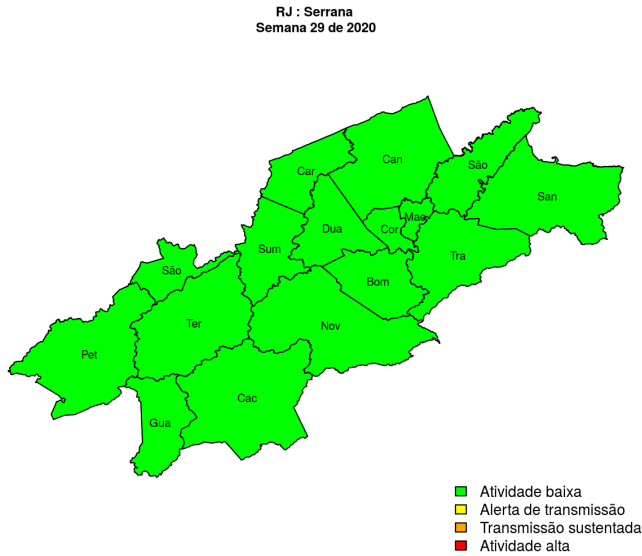 RJ : Serrana
Semana 29 de 2020
Can
São
Car
San
Mac
Dua
Cor
Sum
Tra
São
Bom
Ter
Nov
Pet
Cac
Gua
Atividade baixa
Alerta de transmissão
Transmissão sustentada
Atividade alta